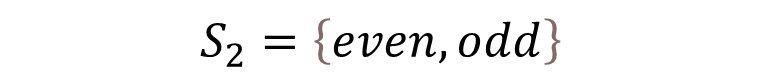 S₂ = {even, odd}